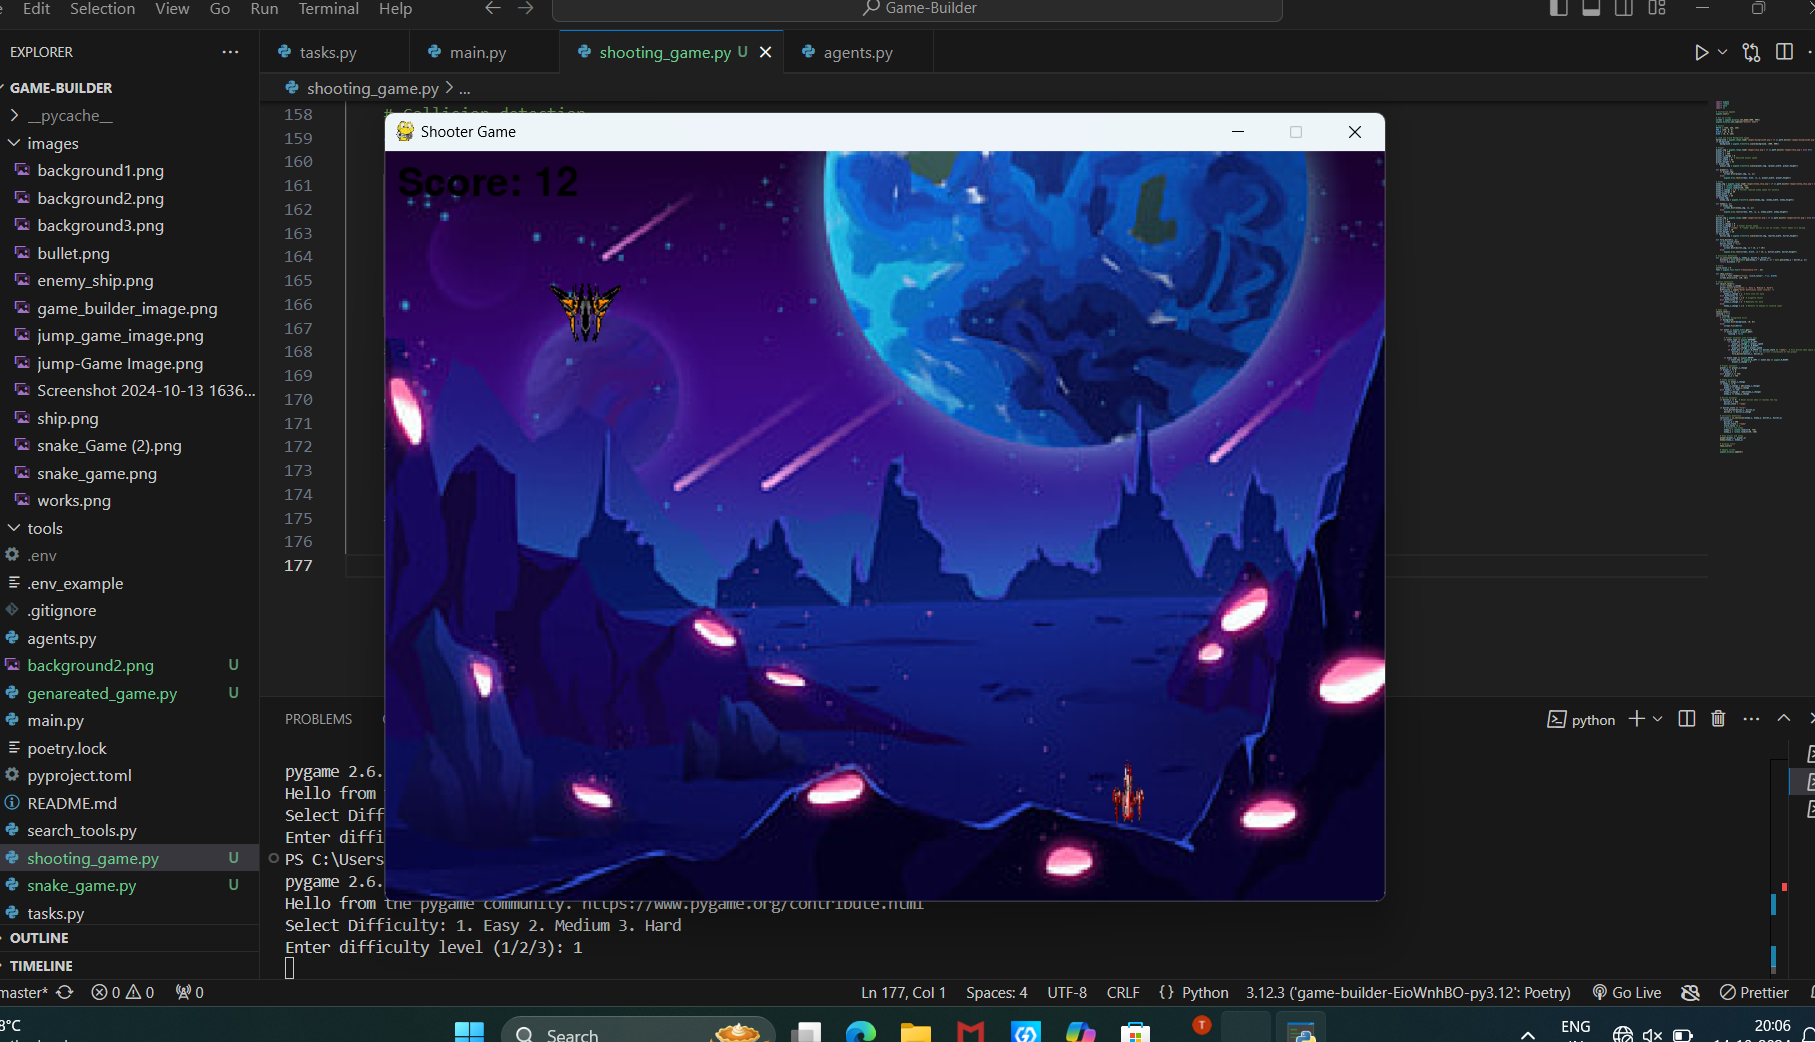 Edit Selection View Go Run Terminal Help
Game-Builder
EXPLORER
tasks.py
main.py
shooting_game.py U
agents.py
shooting_game.py > ...
GAME-BUILDER
__pycache__
images
background1.png
background2.png
background3.png
bullet.png
enemy_ship.png
game_builder_image.png
jump_game_image.png
jump-Game Image.png
Screenshot 2024-10-13 1636...
ship.png
snake_Game (2).png
snake_game.png
works.png
tools
.env
.env_example
.gitignore
agents.py
background2.png U
genareated_game.py U
main.py
poetry.lock
pyproject.toml
README.md
search_tools.py
shooting_game.py U
snake_game.py U
tasks.py
OUTLINE
TIMELINE
158 # Collision detection
159
160
161
162
163
164
165
166
167
168
169
170
171
172
173
174
175
176
177
Shooter Game
Score: 12
PROBLEMS
python
pygame 2.6.
Hello from
Select Diff
Enter diffi
PS C:\Users
pygame 2.6.
Hello from the pygame community. https://www.pygame.org/contribute.html
Select Difficulty: 1. Easy 2. Medium 3. Hard
Enter difficulty level (1/2/3): 1
master* 0 0 0
Ln 177, Col 1 Spaces: 4 UTF-8 CRLF {} Python 3.12.3 ('game-builder-EioWnhBO-py3.12': Poetry) Go Live Prettier
8°C
Search
T
ENG
20:06